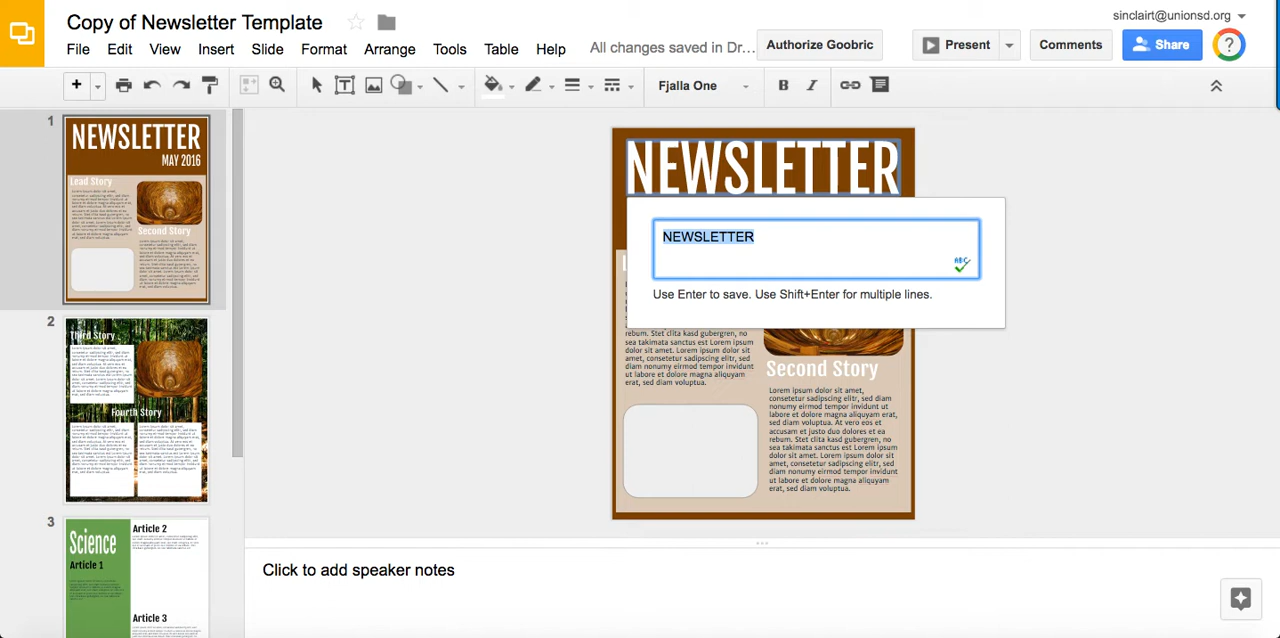 Copy of Newsletter Template
sinclairt@unionsd.org
File Edit View Insert Slide Format Arrange Tools Table Help All changes saved in Dr...
Authorize Goobric
Present
Comments
Share
?
Fjalla One
B I
1
NEWSLETTER
MAY 2016
Lead Story
Second Story
2
Third Story
Fourth Story
3
Science
Article 1
Article 2
Article 3
NEWSLETTER
NEWSLETTER
ABC
Use Enter to save. Use Shift+Enter for multiple lines.
rebum. Stet clita kasd gubergren, no
sea takimata sanctus est Lorem ipsum
dolor sit amet. Lorem ipsum dolor sit
amet, consetetur sadipscing elitr, sed
diam nonumy eirmod tempor invidunt
ut labore et dolore magna aliquyam
erat, sed diam voluptua.
Second Story
Lorem ipsum dolor sit amet,
consetetur sadipscing elitr, sed diam
nonumy eirmod tempor invidunt ut
labore et dolore magna aliquyam
erat, sed diam voluptua. At vero eos et
accusam et justo duo dolores et ea
rebum. Stet clita kasd gubergren, no
sea takimata sanctus est Lorem ipsum
dolor sit amet. Lorem ipsum dolor sit
amet, consetetur sadipscing elitr, sed
diam nonumy eirmod tempor invidunt
ut labore et dolore magna aliquyam
erat, sed diam voluptua.
Click to add speaker notes